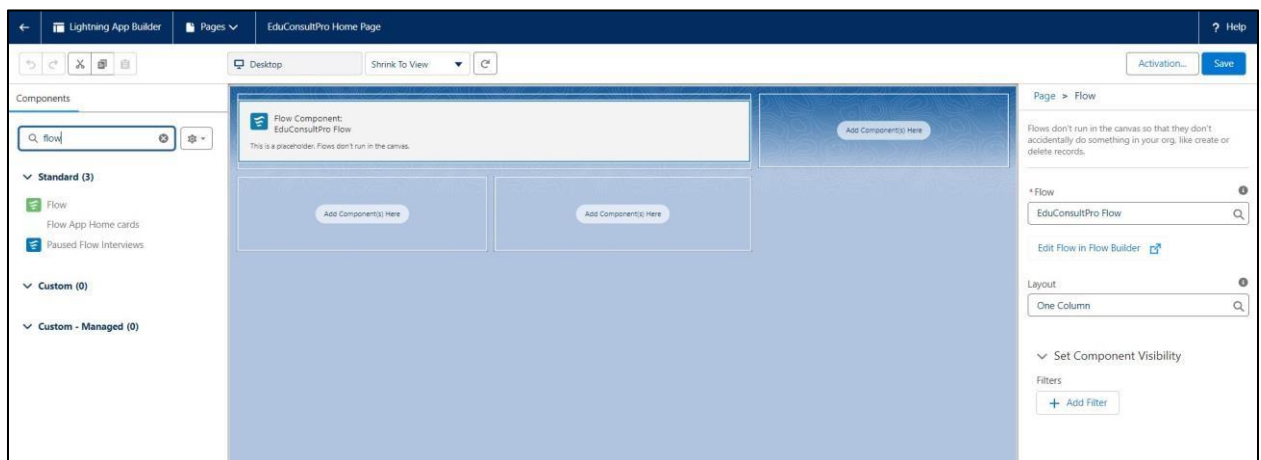 Lightning App Builder
Pages
EduConsultPro Home Page
? Help
Desktop
Shrink To View
Activation...
Save
Components
flow
Standard (3)
Flow
Flow App Home cards
Paused Flow Interviews
Custom (0)
Custom - Managed (0)
Flow Component:
EduConsultPro Flow
This is a placeholder. Flows don't run in the canvas.
Add Component(s) Here
Add Component(s) Here
Add Component(s) Here
Page > Flow
Flows don't run in the canvas so that they don't
accidentally do something in your org, like create or
delete records.
*Flow
EduConsultPro Flow
Edit Flow in Flow Builder
Layout
One Column
Set Component Visibility
Filters
+ Add Filter